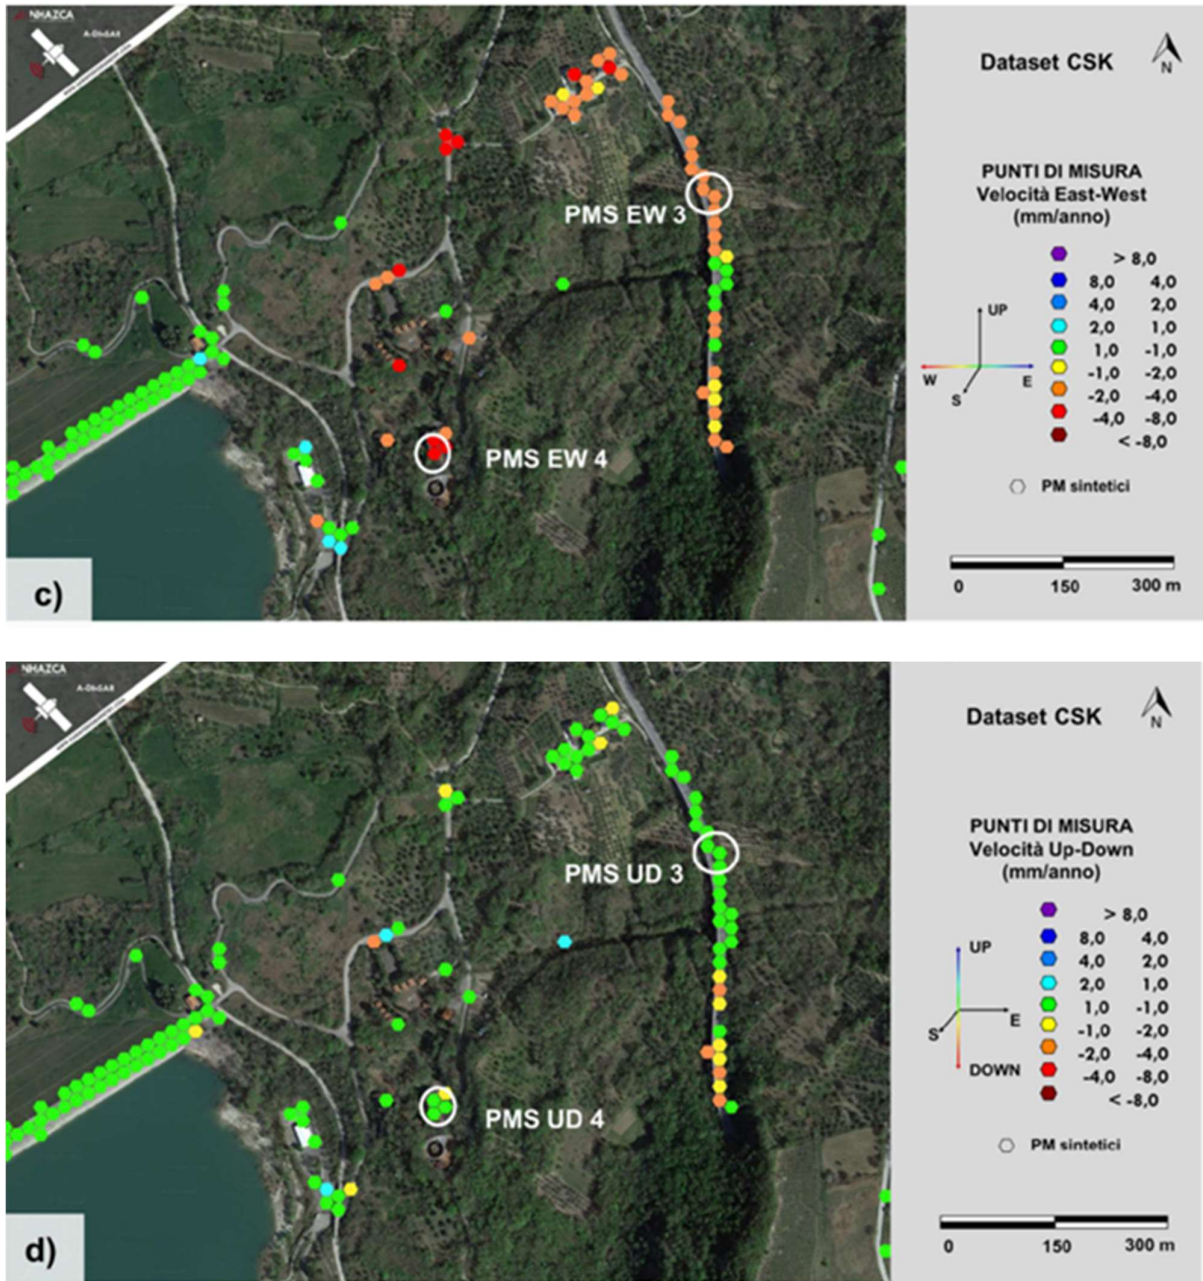 NHAZCA
A-DInSAR
Dataset CSK
N
PUNTI DI MISURA
Velocità East-West
(mm/anno)
> 8,0
8,0 4,0
4,0 2,0
2,0 1,0
1,0 -1,0
-1,0 -2,0
-2,0 -4,0
-4,0 -8,0
< -8,0
UP
W
E
S
PM sintetici
0 150 300 m
PMS EW 3
PMS EW 4
c)
NHAZCA
A-DInSAR
Dataset CSK
N
PUNTI DI MISURA
Velocità Up-Down
(mm/anno)
> 8,0
8,0 4,0
4,0 2,0
2,0 1,0
1,0 -1,0
-1,0 -2,0
-2,0 -4,0
-4,0 -8,0
< -8,0
UP
S
E
DOWN
PM sintetici
0 150 300 m
PMS UD 3
PMS UD 4
d)